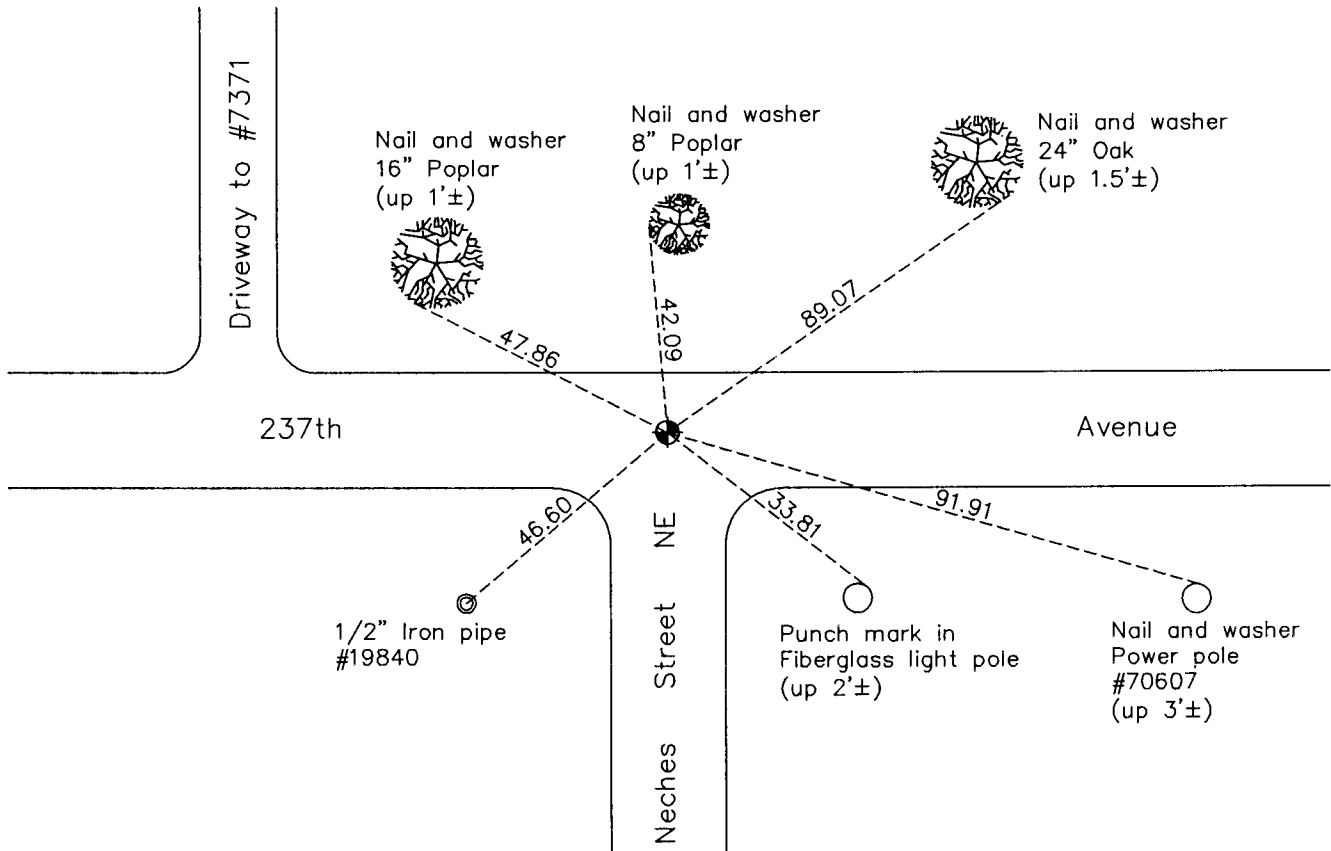 Driveway to #7371
Nail and washer
16" Poplar
(up 1'±)
Nail and washer
8" Poplar
(up 1'±)
Nail and washer
24" Oak
(up 1.5'±)
47.86
42.09
89.07
237th
Avenue
46.60
33.81
91.91
1/2" Iron pipe
#19840
Neches Street NE
Punch mark in
Fiberglass light pole
(up 2'±)
Nail and washer
Power pole
#70607
(up 3'±)